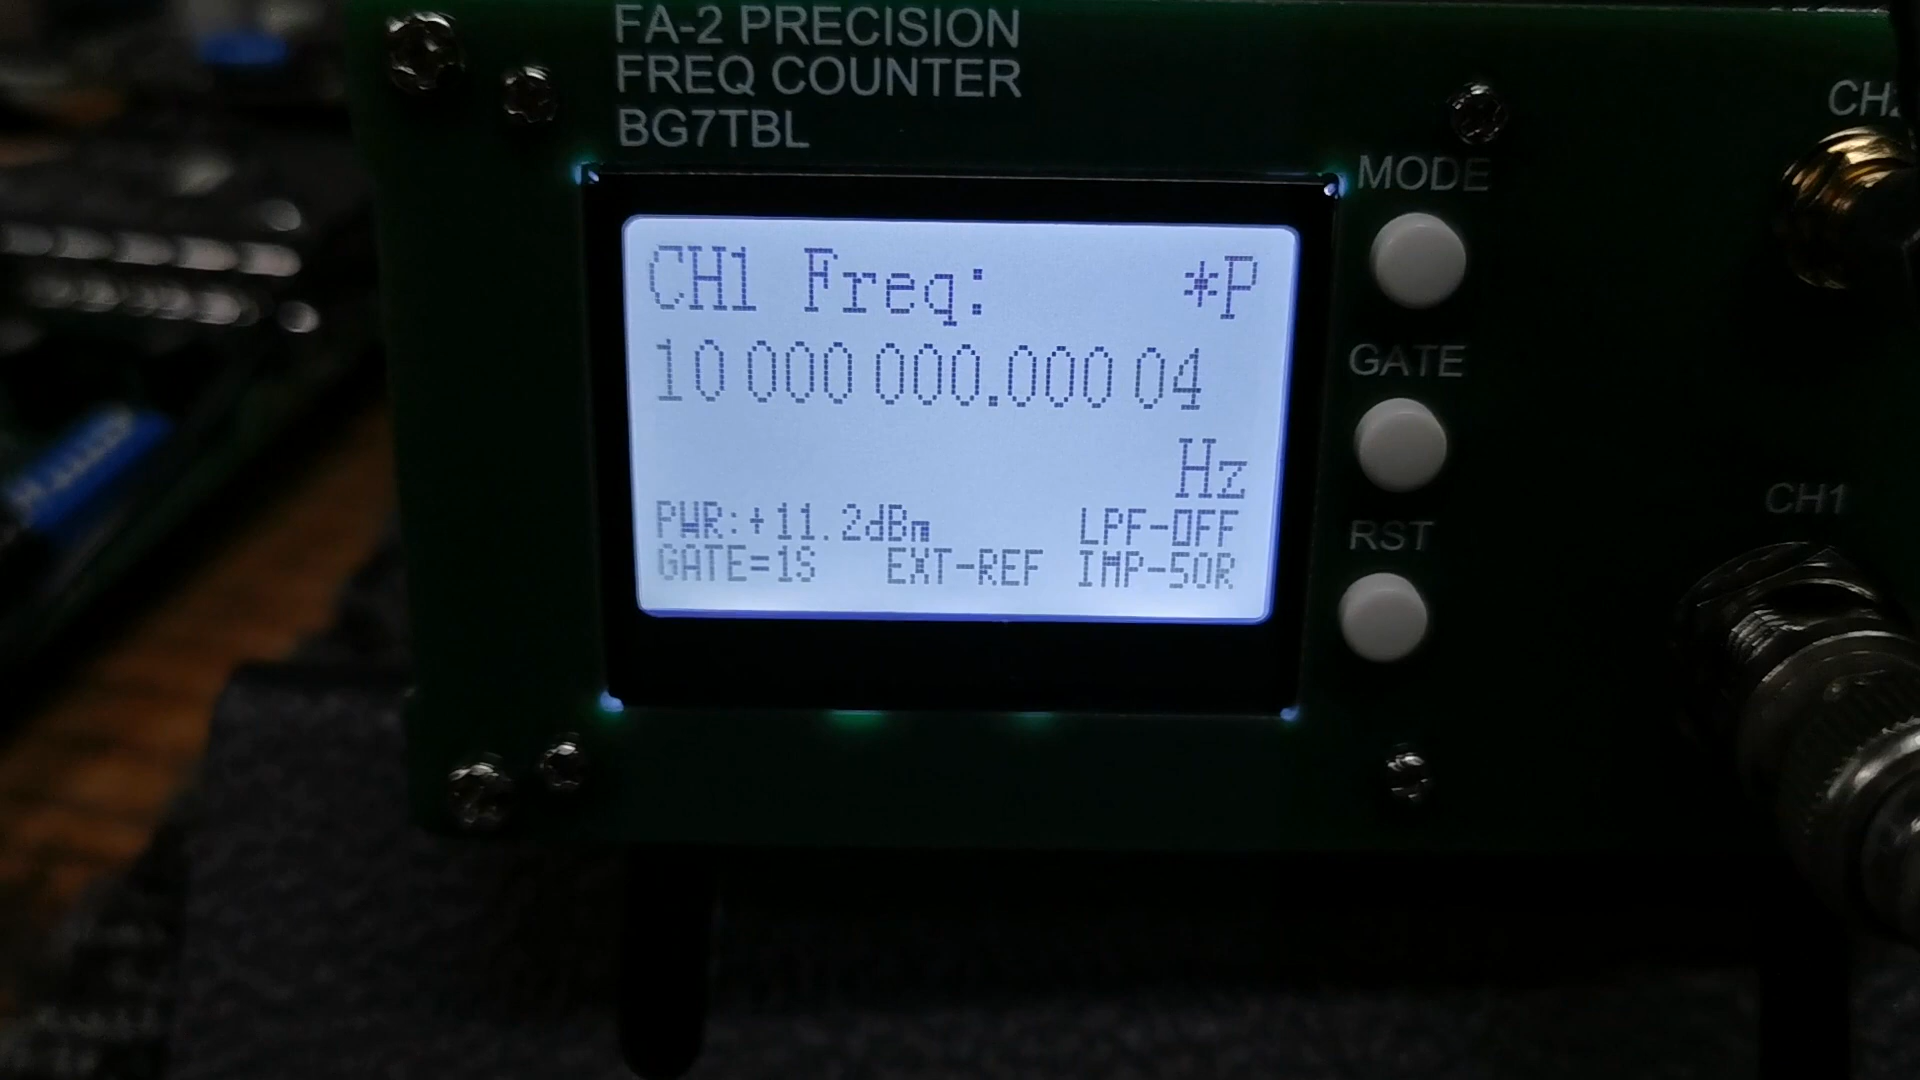 FA-2 PRECISION
FREQ COUNTER
BG7TBL
CH2
MODE
CH1 Freq: *P
10 000 000.000 04
Hz
GATE
PWR:+11.2dBm LPF-OFF
GATE=1S EXT-REF IMP-50R
CH1
RST